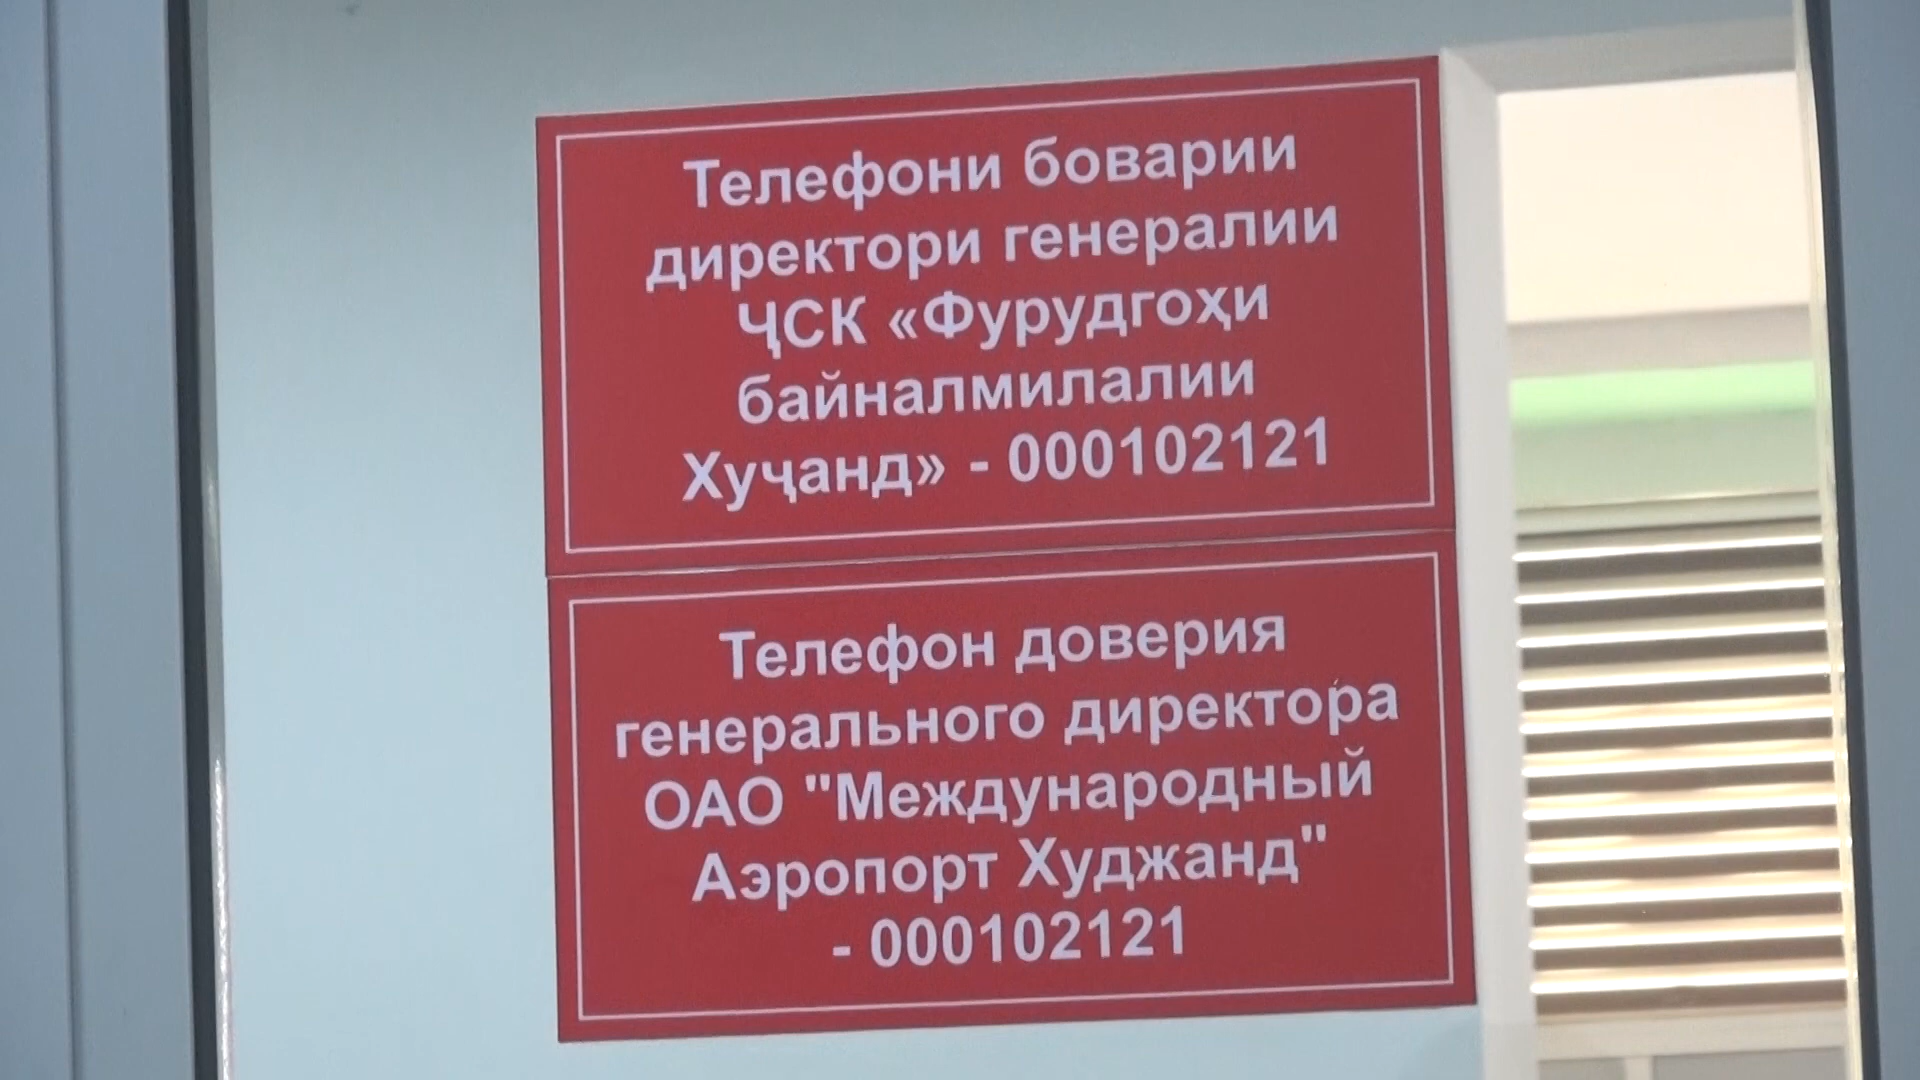 Телефони боварии
директори генералии
ҶСК «Фурудгоҳи
байналмилалии
Хуҷанд» - 000102121
Телефон доверия
генерального директора
ОАО "Международный
Аэропорт Худжанд"
- 000102121